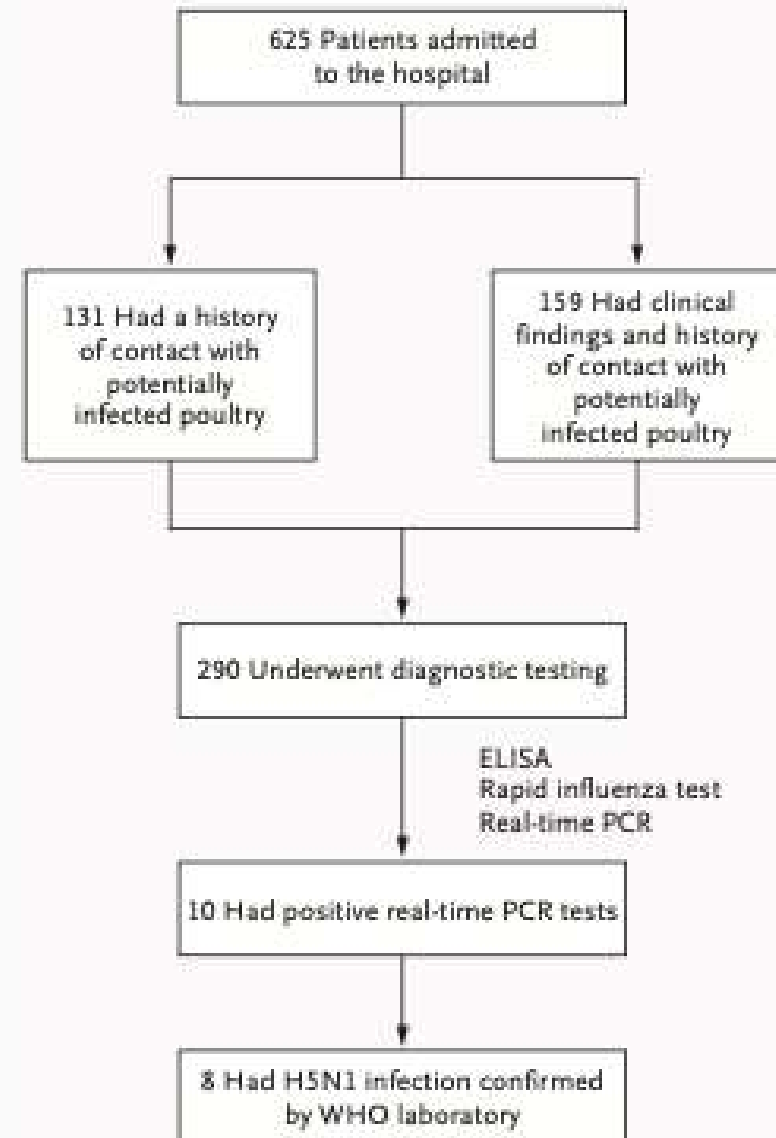 625 Patients admitted
to the hospital
131 Had a history
of contact with
potentially
infected poultry
159 Had clinical
findings and history
of contact with
potentially
infected poultry
290 Underwent diagnostic testing
ELISA
Rapid influenza test
Real-time PCR
10 Had positive real-time PCR tests
8 Had H5N1 infection confirmed
by WHO laboratory